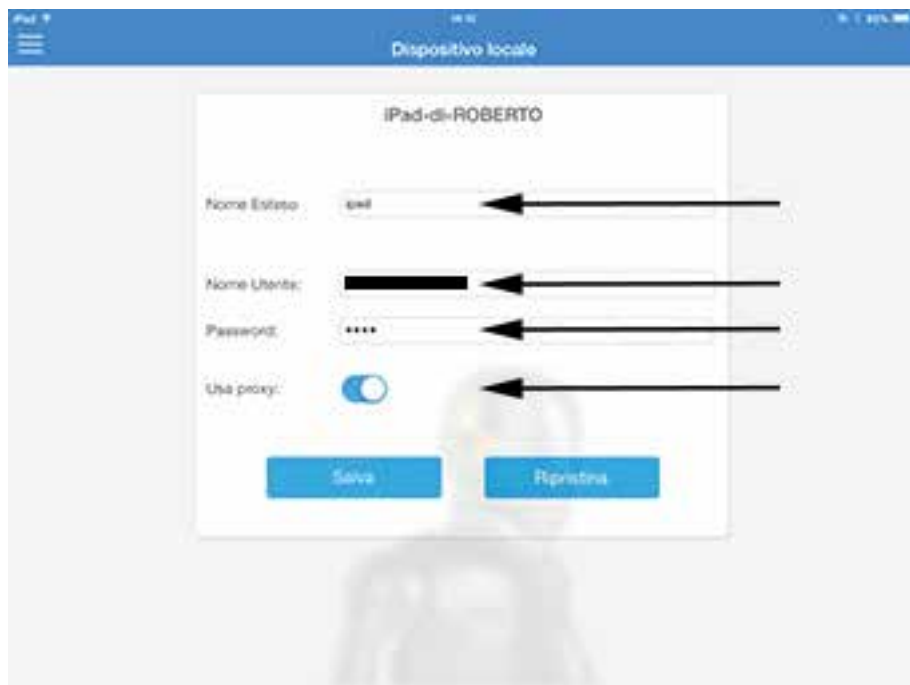 iPad
Dispositivo locale
iPad-di-ROBERTO
Nome Esteso
ipad
Nome Utente:
Password:
••••
Usa proxy:
Salva
Ripristina